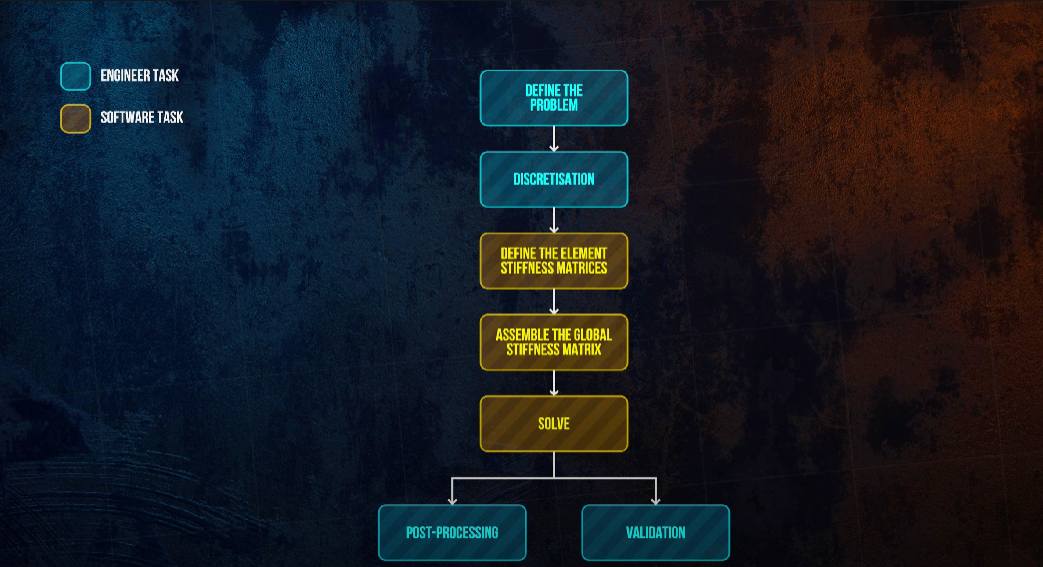 ENGINEER TASK
SOFTWARE TASK
DEFINE THE
PROBLEM
DISCRETISATION
DEFINE THE ELEMENT
STIFFNESS MATRICES
ASSEMBLE THE GLOBAL
STIFFNESS MATRIX
SOLVE
POST-PROCESSING
VALIDATION